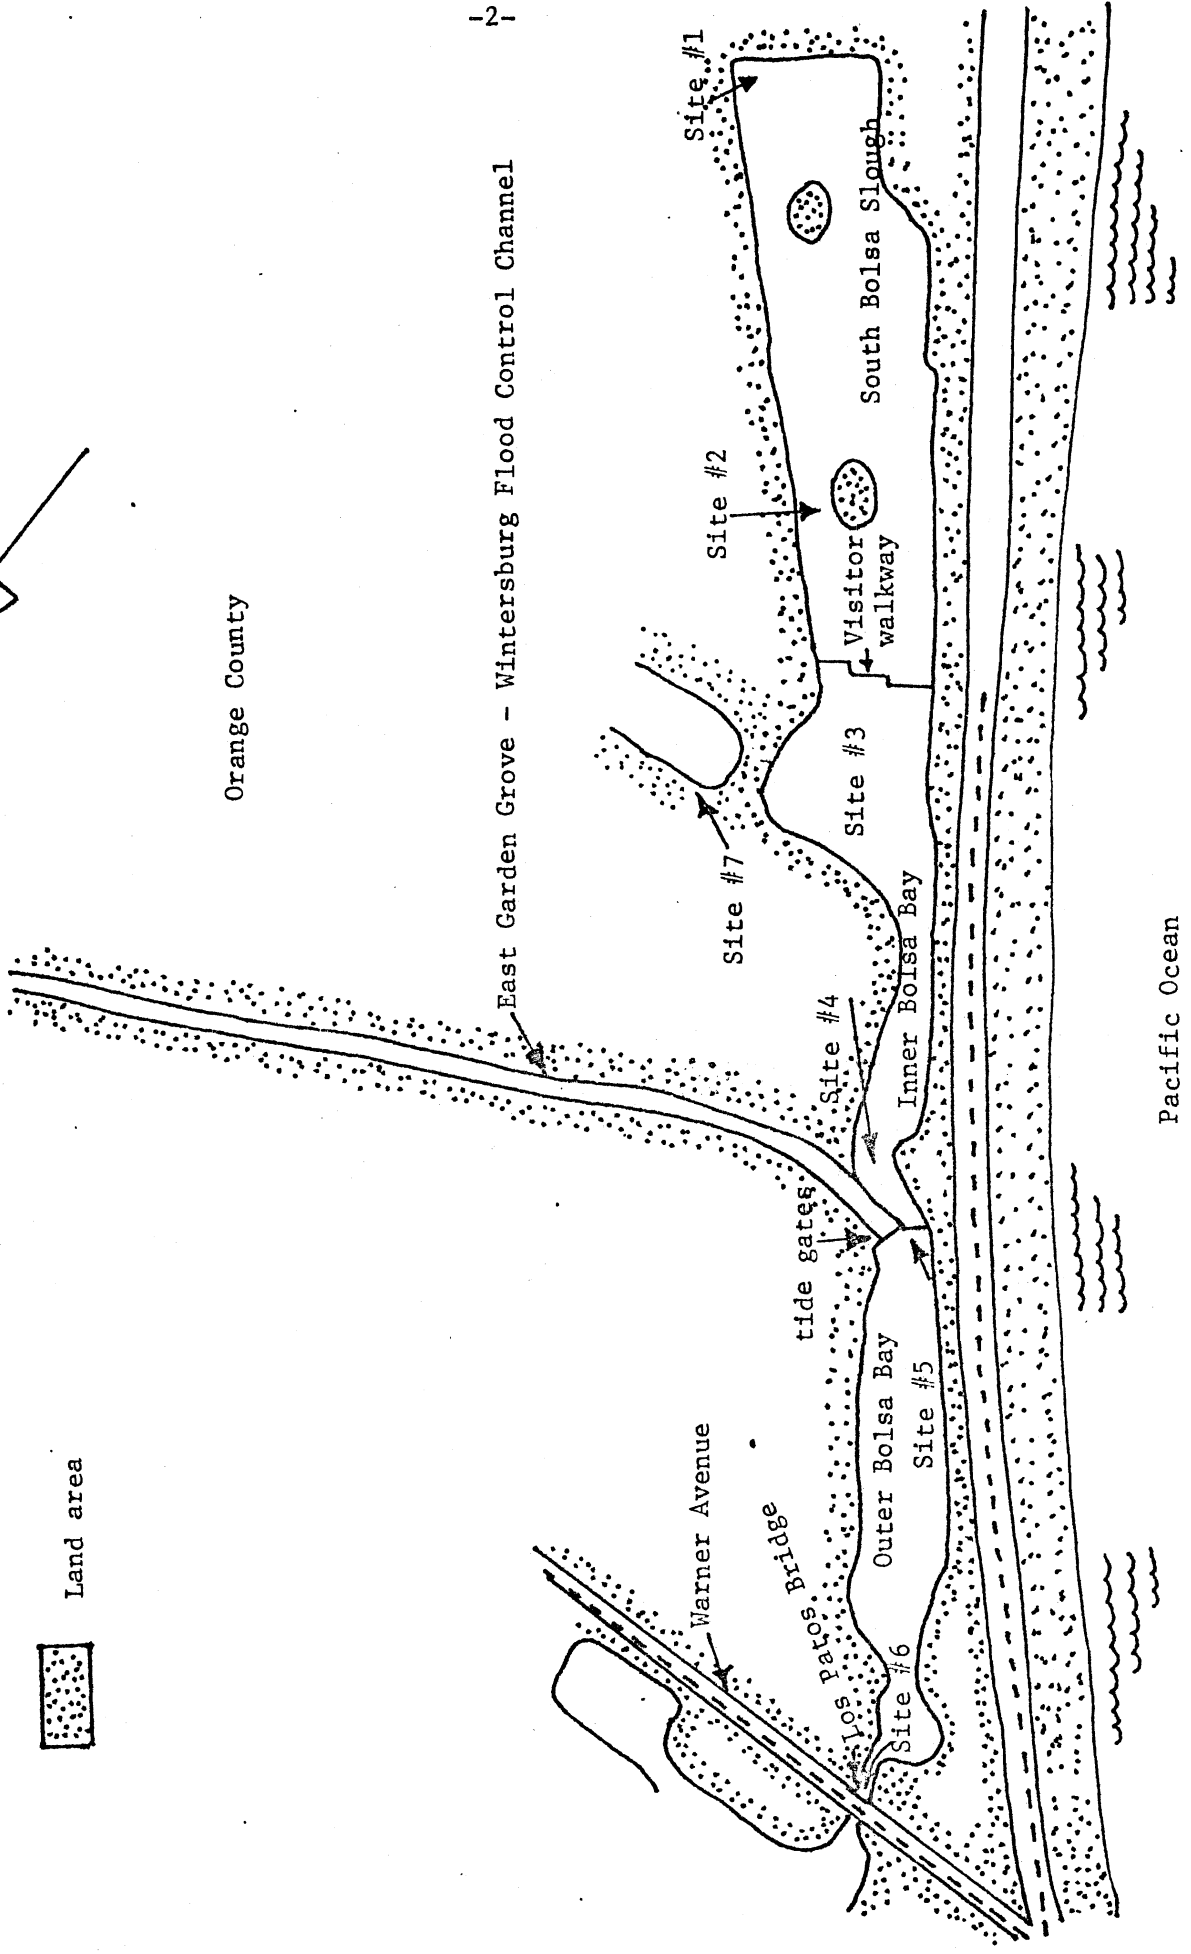 -2-
Land area
Orange County
East Garden Grove - Wintersburg Flood Control Channel
Warner Avenue
Los Patos Bridge
tide gates
Site #7
Site #2
Site #1
Site #4
Visitor
walkway
Site #3
South Bolsa Slough
Inner Bolsa Bay
Outer Bolsa Bay
Site #5
Site #6
Pacific Ocean